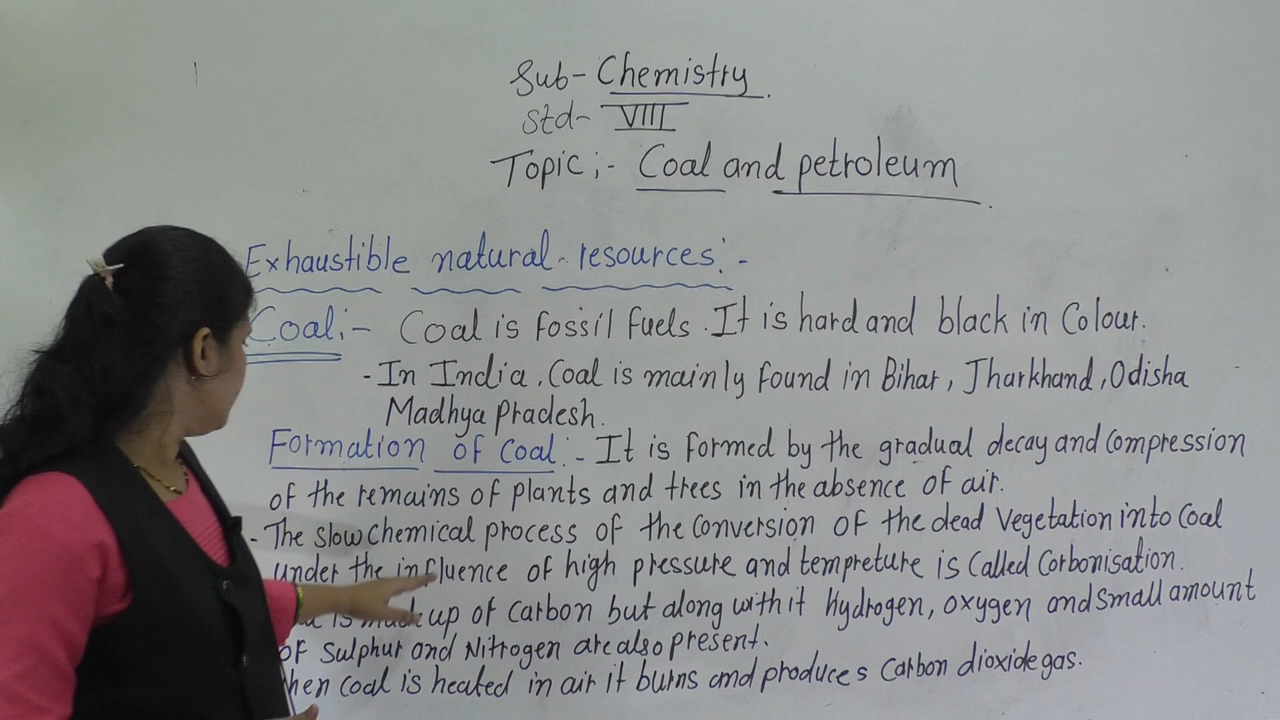 Sub- Chemistry.
Std- VIII
Topic :- Coal and petroleum.
Exhaustible natural resources: -
Coal :- Coal is fossil fuels. It is hard and black in Colour.
- In India, Coal is mainly found in Bihar, Jharkhand, Odisha
Madhya Pradesh.
Formation of Coal :- It is formed by the gradual decay and compression
of the remains of plants and trees in the absence of air.
- The slow Chemical process of the conversion of the dead Vegetation into Coal
under the influence of high pressure and tempreture is Called Corbonisation.
is made up of Carbon but along with it Hydrogen, oxygen and small amount
of Sulphur and Nitrogen are also present.
hen Coal is heated in air it burns and produces Carbon dioxide gas.